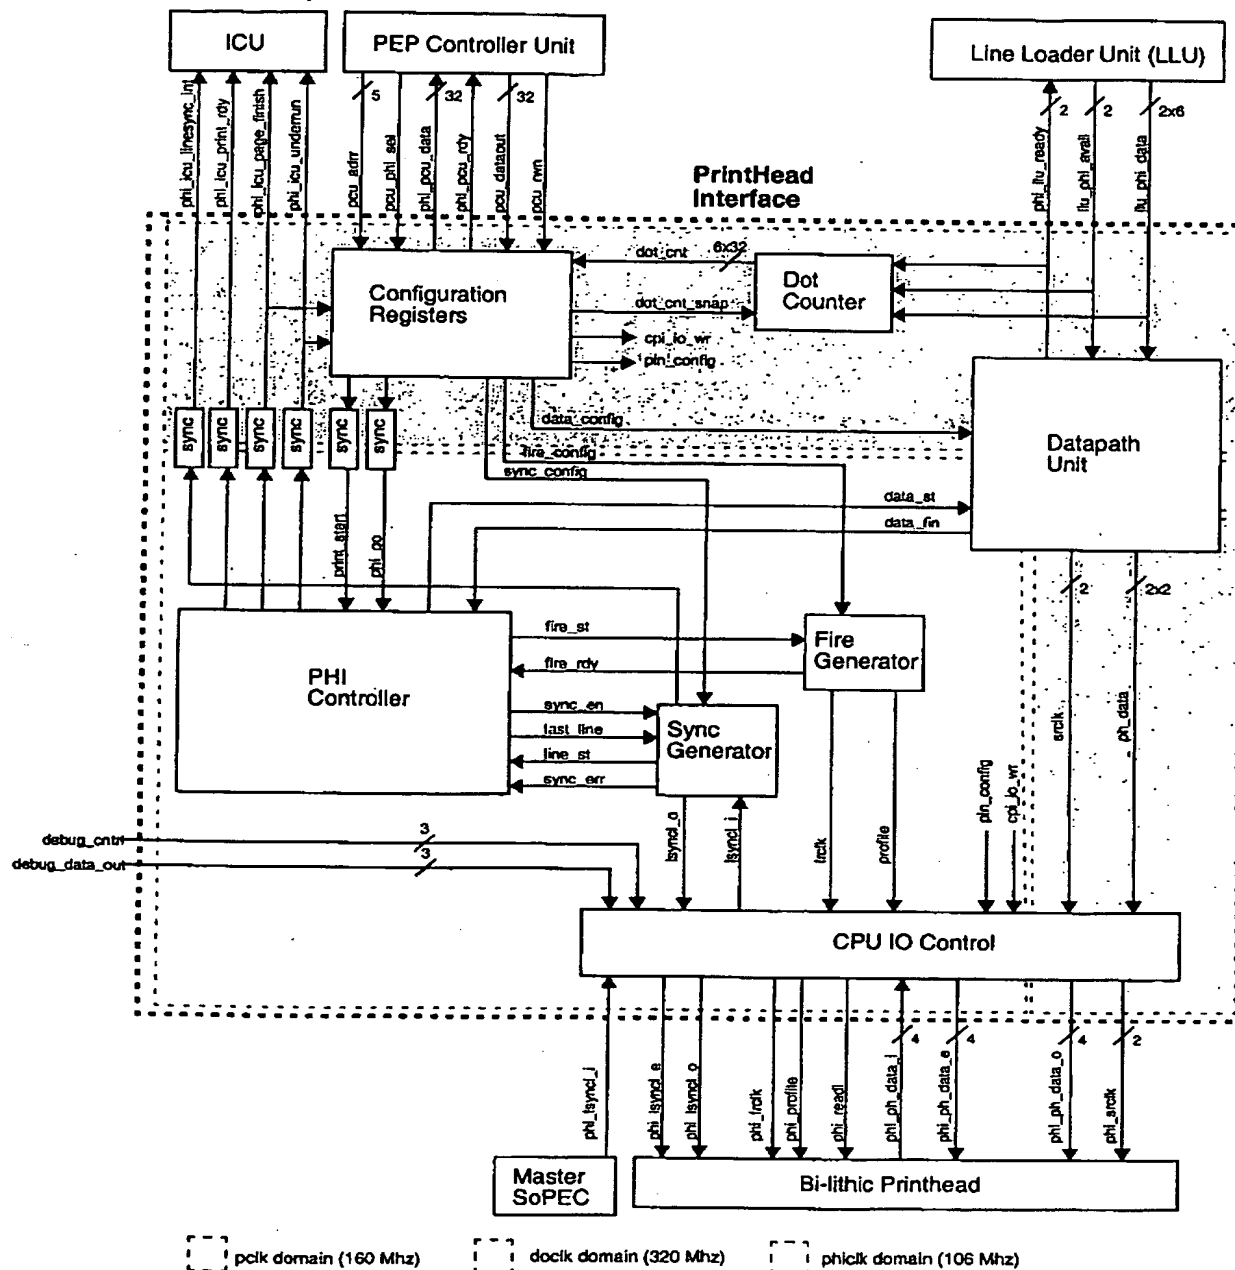 ICU
PEP Controller Unit
Line Loader Unit (LLU)
phi_icu_linesync_int
phi_icu_print_rdy
phi_icu_page_finish
phi_icu_underrun
pcu_adrr
5
pcu_phi_sel
phi_pcu_data
32
phi_pcu_rdy
pcu_dataout
32
pcu_rwn
phi_llu_ready
2
llu_phi_avail
2
llu_phi_data
2x6
PrintHead
Interface
Configuration
Registers
dot_cnt
6x32
dot_cnt_snap
Dot
Counter
cpi_io_wr
pin_config
sync
sync
sync
sync
sync
sync
data_config
fire_config
sync_config
Datapath
Unit
data_st
data_fin
print_start
phi_go
2
2x2
PHI
Controller
fire_st
fire_rdy
Fire
Generator
sync_en
last_line
line_st
sync_err
Sync
Generator
srclk
ph_data
lsyncl_o
lsyncl_i
frclk
profile
pin_config
cpi_io_wr
debug_cntrl
3
debug_data_out
3
CPU IO Control
phi_lsyncl_i
phi_lsyncl_e
phi_lsyncl_o
phi_frclk
phi_profile
phi_readl
phi_ph_data_i
4
phi_ph_data_e
4
phi_ph_data_o
4
phi_srclk
2
Master
SoPEC
Bi-lithic Printhead
pclk domain (160 Mhz)
doclk domain (320 Mhz)
phiclk domain (106 Mhz)